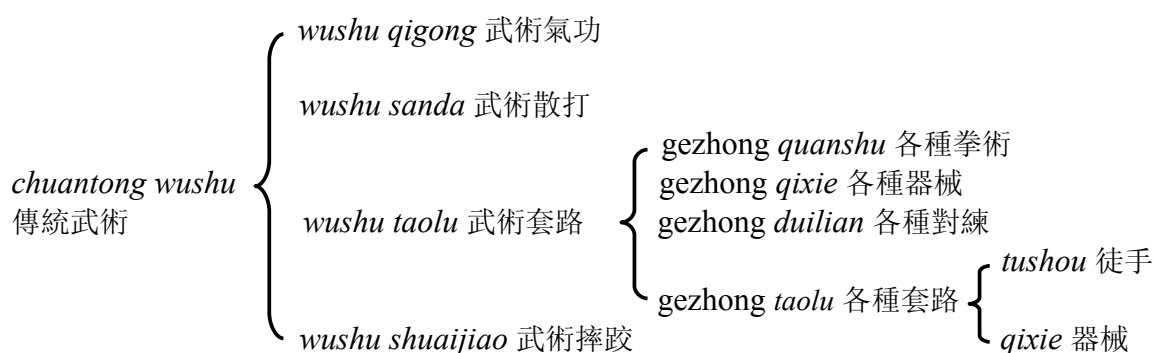 wushu qigong 武術氣功
wushu sanda 武術散打
gezhong quanshu 各種拳術
chuantong wushu
gezhong qixie 各種器械
傳統武術
wushu taolu 武術套路
gezhong duilian 各種對練
tushou 徒手
gezhong taolu 各種套路
wushu shuaijiao 武術摔跤
qixie 器械